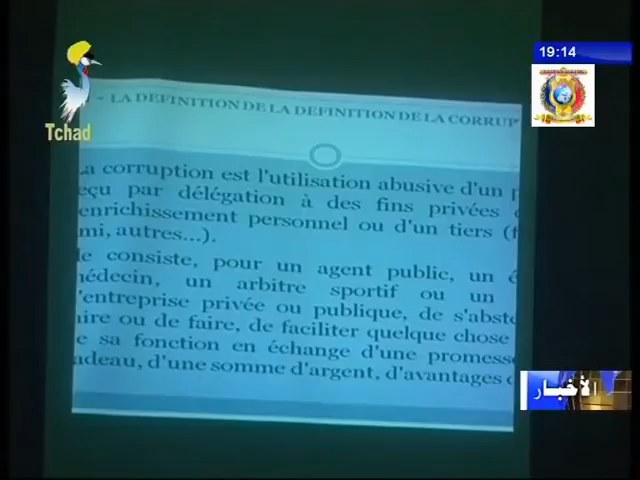 19:14
Tchad
- LA DEFINITION DE LA DEFINITION DE LA CORRUP
a corruption est l'utilisation abusive d'un p
eçu par délégation à des fins privées
enrichissement personnel ou d'un tiers (f
mi, autres...).
e consiste, pour un agent public, un é
édecin, un arbitre sportif ou un
'entreprise privée ou publique, de s'abste
ire ou de faire, de faciliter quelque chose
e sa fonction en échange d'une promesse
adeau, d'une somme d'argent, d'avantages
الأخبار